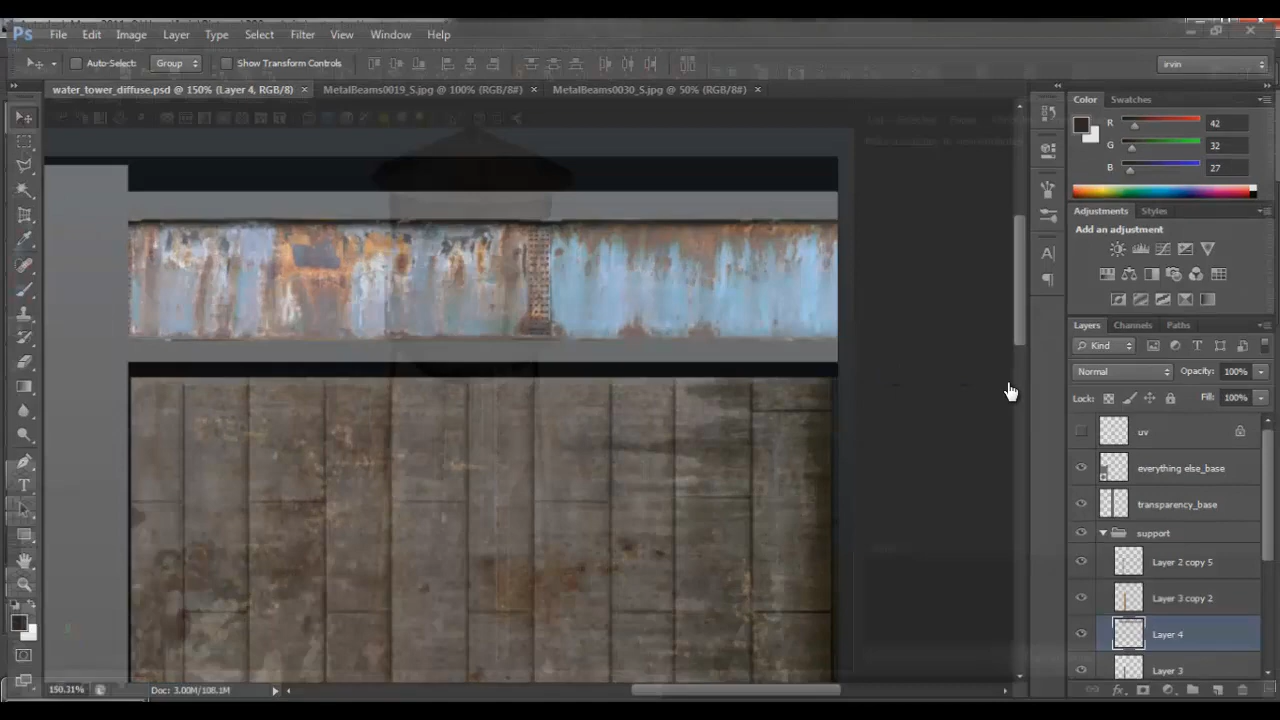 Ps File Edit Image Layer Type Select Filter View Window Help
Auto-Select: Group Show Transform Controls irvin
water_tower_diffuse.psd @ 150% (Layer 4, RGB/8) × MetalBeams0019_S.jpg @ 100% (RGB/8#) × MetalBeams0030_S.jpg @ 50% (RGB/8#) ×
Color Swatches
R 42
G 32
B 27
Adjustments Styles
Add an adjustment
Layers Channels Paths
Kind
Normal Opacity: 100%
Lock: Fill: 100%
uv
everything else_base
transparency_base
support
Layer 2 copy 5
Layer 3 copy 2
Layer 4
Layer 3
150.31% Doc: 3.00M/108.1M